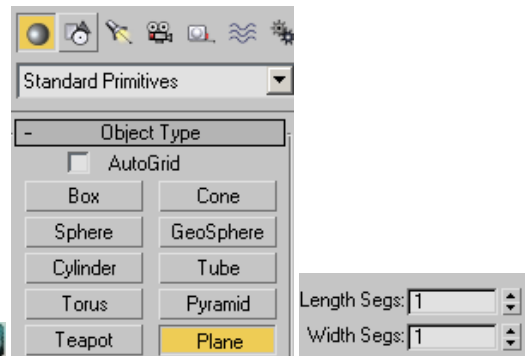 Standard Primitives
- Object Type
AutoGrid
Box Cone
Sphere GeoSphere
Cylinder Tube
Torus Pyramid
Teapot Plane
Length Segs: 1
Width Segs: 1